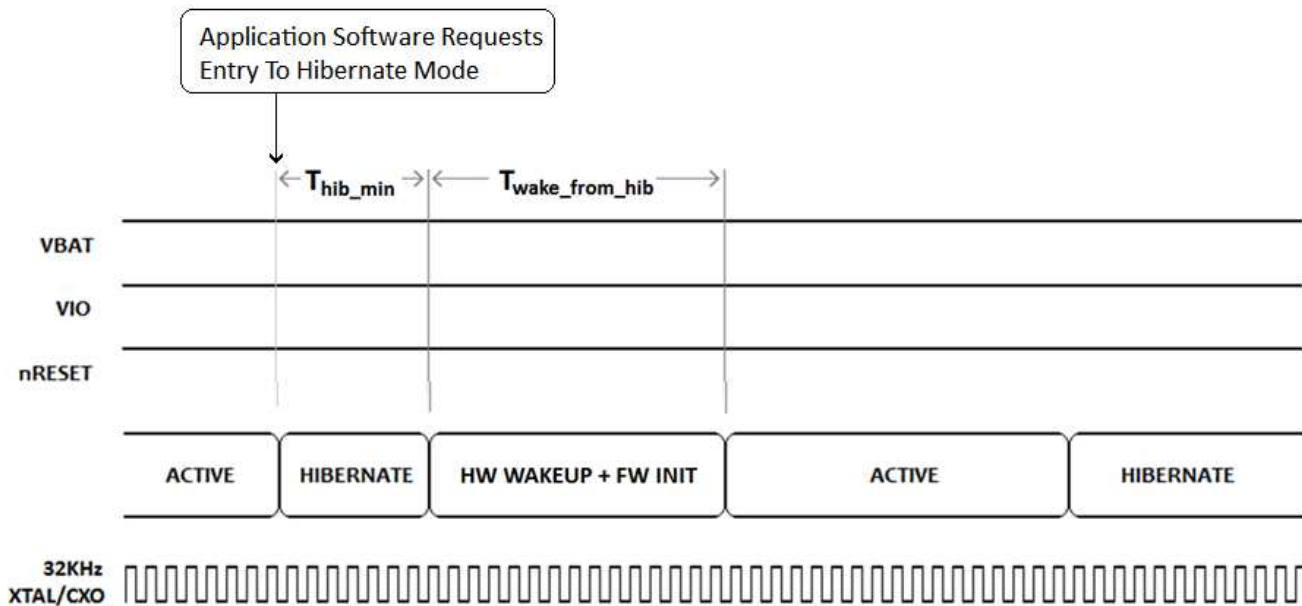 Application Software Requests
Entry To Hibernate Mode
Thib_min
Twake_from_hib
VBAT
VIO
nRESET
ACTIVE
HIBERNATE
HW WAKEUP + FW INIT
ACTIVE
HIBERNATE
32KHz
XTAL/CXO